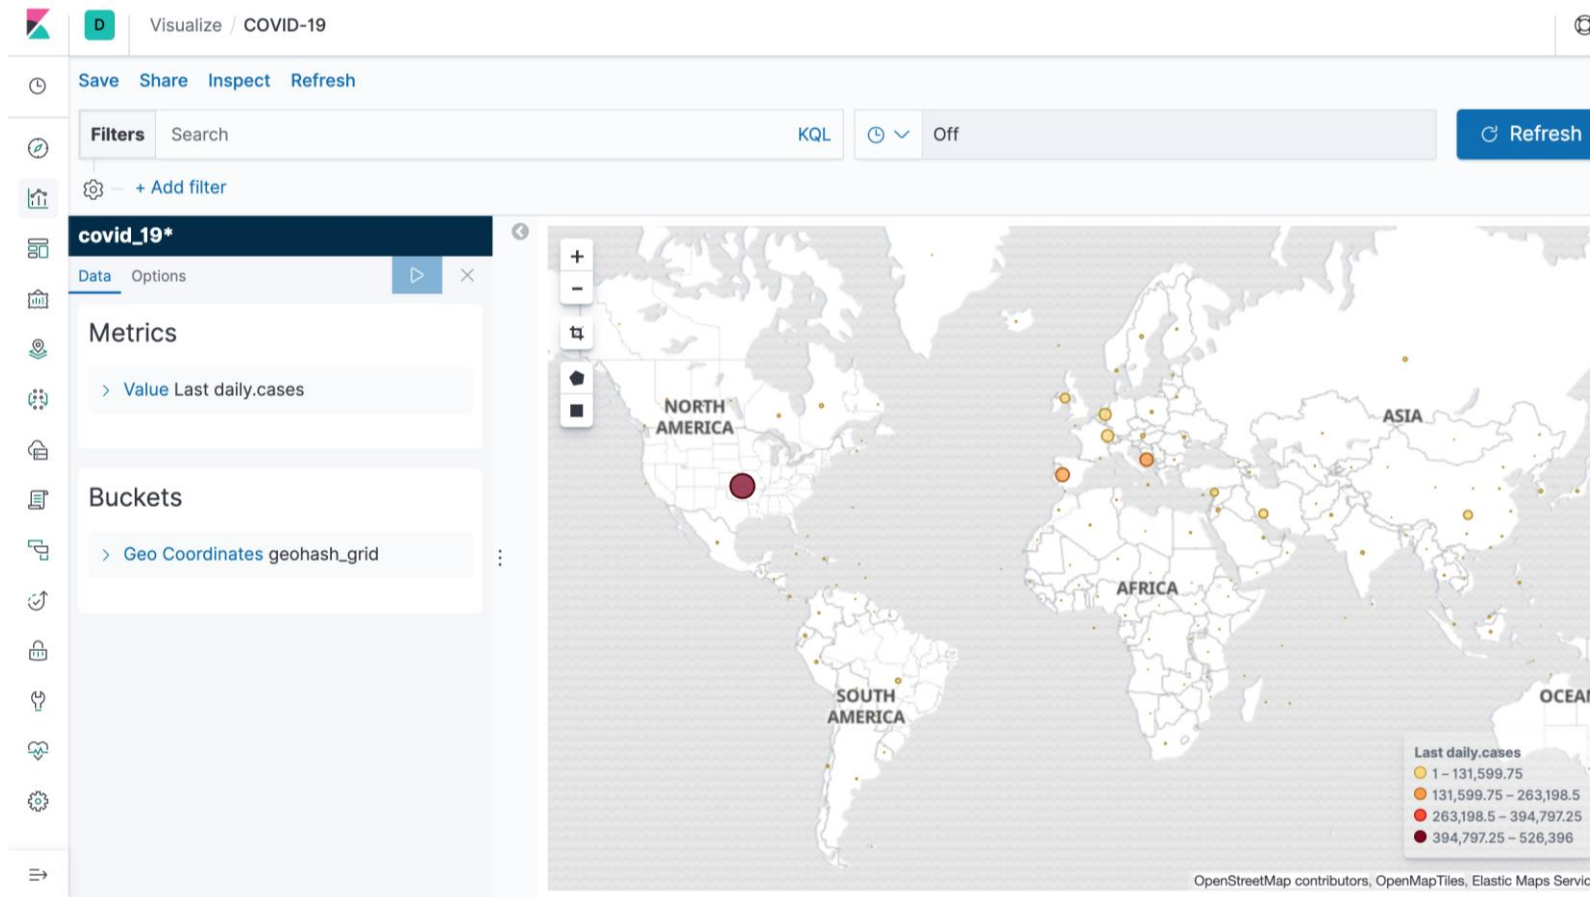 D Visualize / COVID-19
Save Share Inspect Refresh
Filters Search KQL Off Refresh
+ Add filter
covid_19*
Data Options
Metrics
> Value Last daily.cases
Buckets
> Geo Coordinates geohash_grid
+
−
NORTH
AMERICA
ASIA
AFRICA
SOUTH
AMERICA
OCEAN
Last daily.cases
1 – 131,599.75
131,599.75 – 263,198.5
263,198.5 – 394,797.25
394,797.25 – 526,396
OpenStreetMap contributors, OpenMapTiles, Elastic Maps Servic